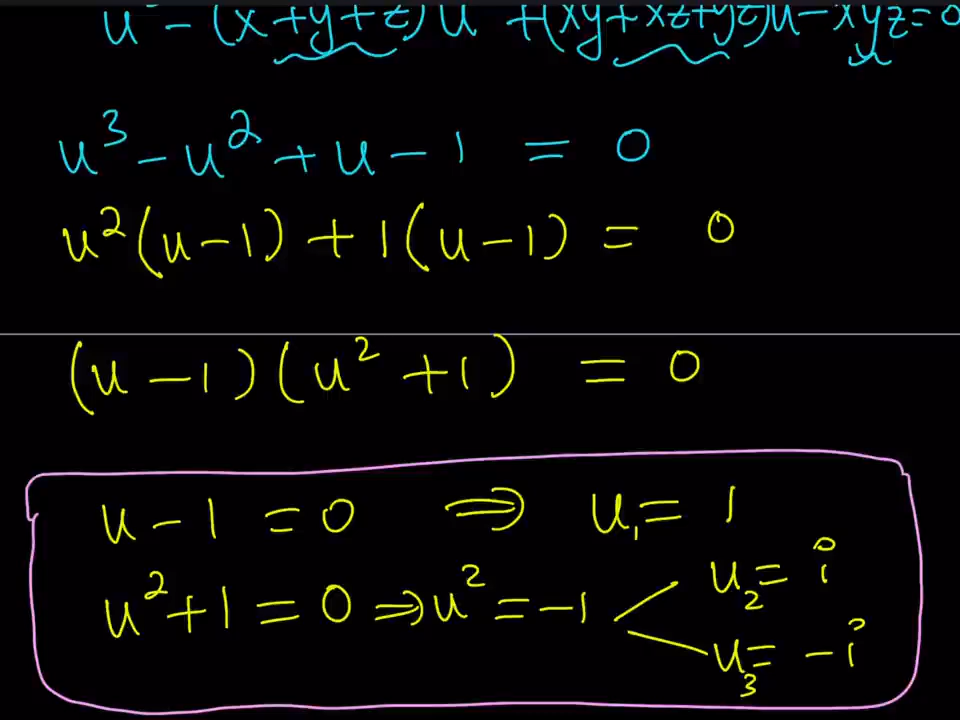 u³ - (x+y+z)u² + (xy+xz+yz)u - xyz = 0
u³ - u² + u - 1 = 0
u²(u-1) + 1(u-1) = 0
(u-1)(u²+1) = 0
u-1 = 0 ⇒ u₁ = 1
u²+1 = 0 ⇒ u² = -1
u₂ = i
u₃ = -i